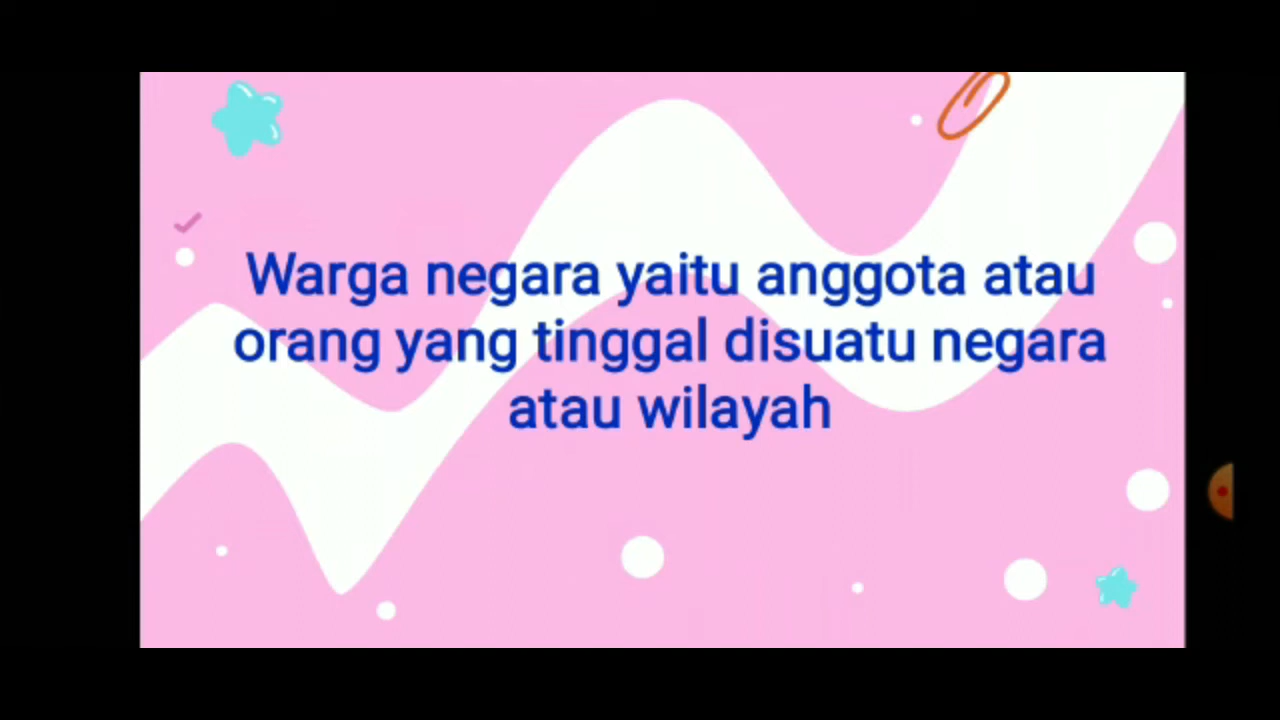 Warga negara yaitu anggota atau
orang yang tinggal disuatu negara
atau wilayah